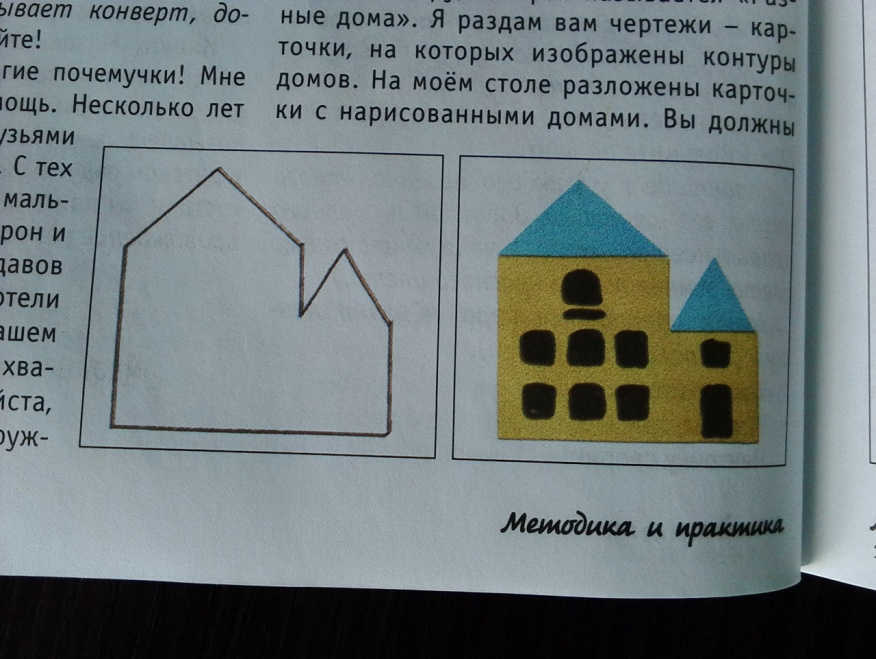 ывает конверт, до-
йте!
гие почемучки! Мне
ощь. Несколько лет
узьями
. С тех
маль-
рон и
давов
отели
ашем
хва-
йста,
руж-
ные дома». Я раздам вам чертежи – кар-
точки, на которых изображены контуры
домов. На моём столе разложены карточ-
ки с нарисованными домами. Вы должны
Методика и практика